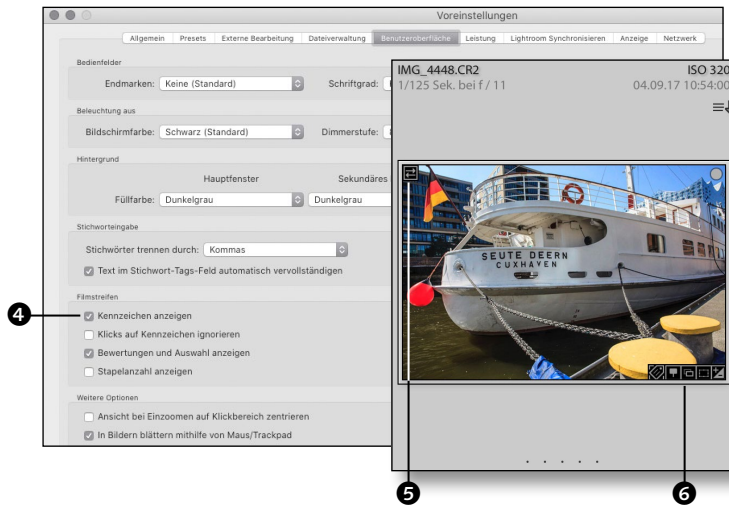 Voreinstellungen
Allgemein Presets Externe Bearbeitung Dateiverwaltung Benutzeroberfläche Leistung Lightroom Synchronisieren Anzeige Netzwerk
Bedienfelder
Endmarken: Keine (Standard) Schriftgrad:
Beleuchtung aus
Bildschirmfarbe: Schwarz (Standard) Dimmerstufe:
Hintergrund
Hauptfenster Sekundäres
Füllfarbe: Dunkelgrau Dunkelgrau
Stichworteingabe
Stichwörter trennen durch: Kommas
Text im Stichwort-Tags-Feld automatisch vervollständigen
Filmstreifen
4 Kennzeichen anzeigen
Klicks auf Kennzeichen ignorieren
Bewertungen und Auswahl anzeigen
Stapelanzahl anzeigen
Weitere Optionen
Ansicht bei Einzoomen auf Klickbereich zentrieren
In Bildern blättern mithilfe von Maus/Trackpad
IMG_4448.CR2 ISO 320
1/125 Sek. bei f / 11 04.09.17 10:54:00
SEUTE DEERN
CUXHAVEN
5 6